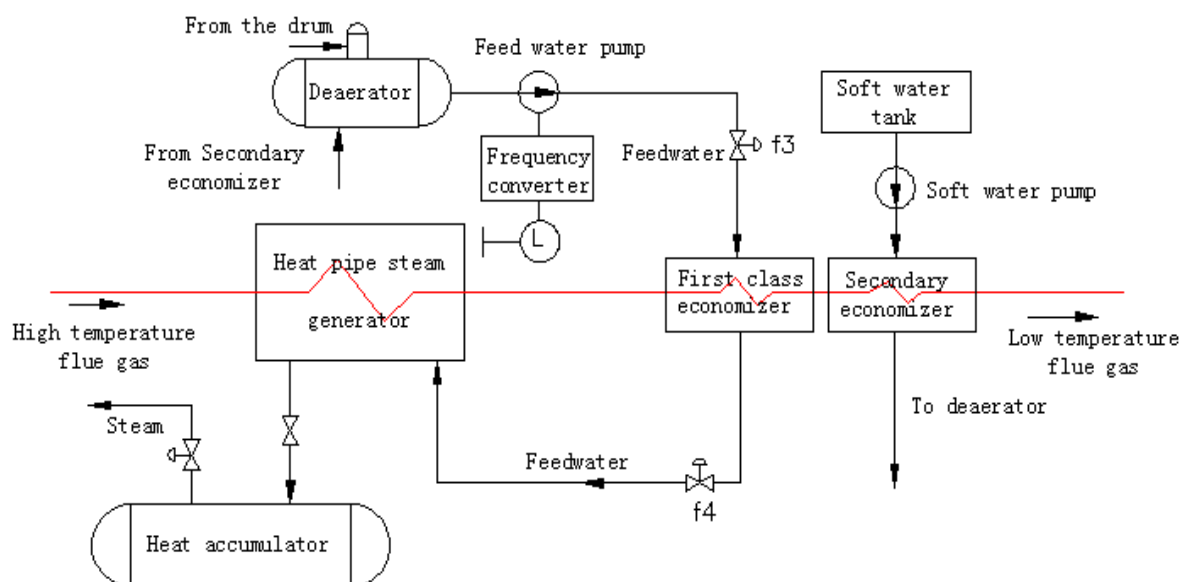 From the drum
Feed water pump
Deaerator
Soft water
tank
From Secondary
economizer
Frequency
converter
Feedwater
f3
Soft water pump
L
Heat pipe steam
generator
First class
economizer
Secondary
economizer
High temperature
flue gas
Low temperature
flue gas
To deaerator
Steam
Feedwater
f4
Heat accumulator